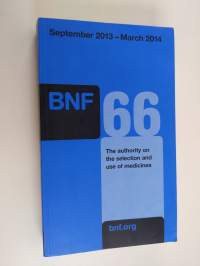 September 2013–March 2014
BNF
66
The authority on
the selection and
use of medicines
bnf.org